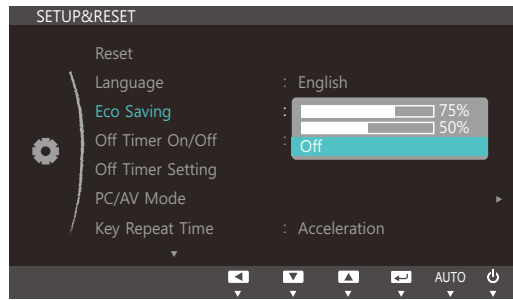 SETUP&RESET
Reset
Language : English
Eco Saving : 75%
50%
Off Timer On/Off : Off
Off Timer Setting
PC/AV Mode
Key Repeat Time : Acceleration
AUTO